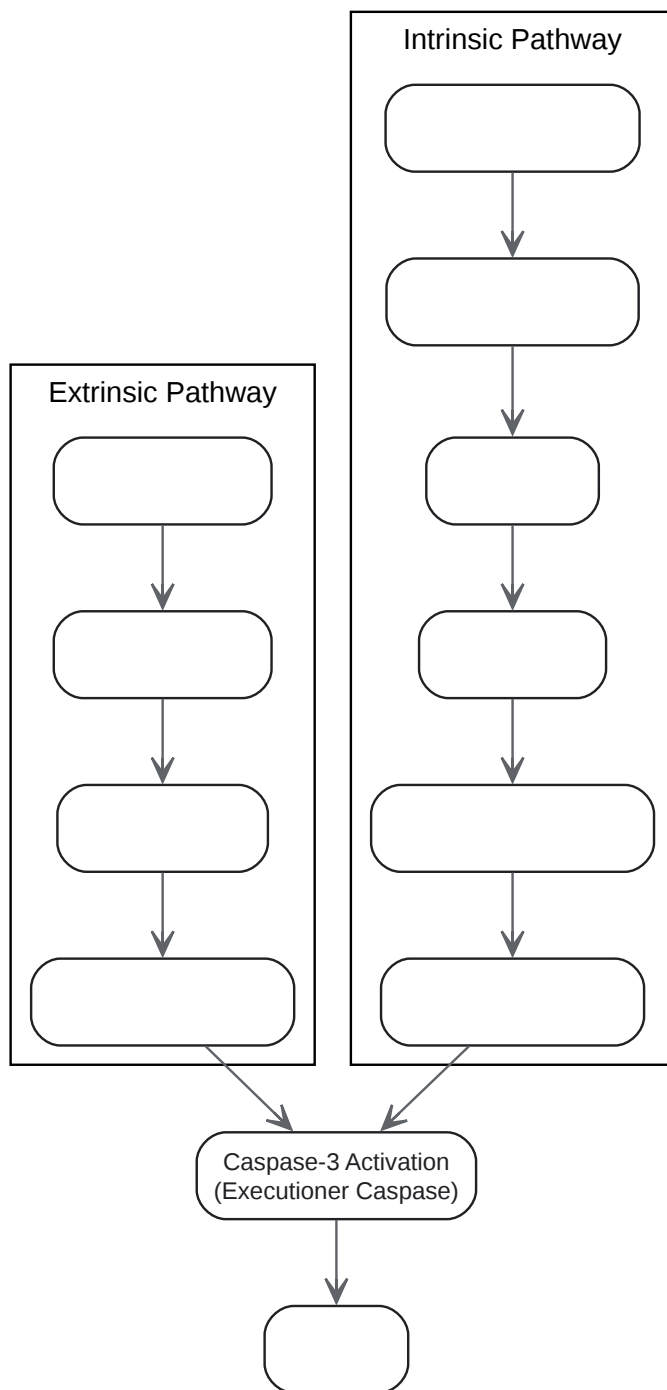 Intrinsic Pathway
Extrinsic Pathway
Caspase-3 Activation
(Executioner Caspase)